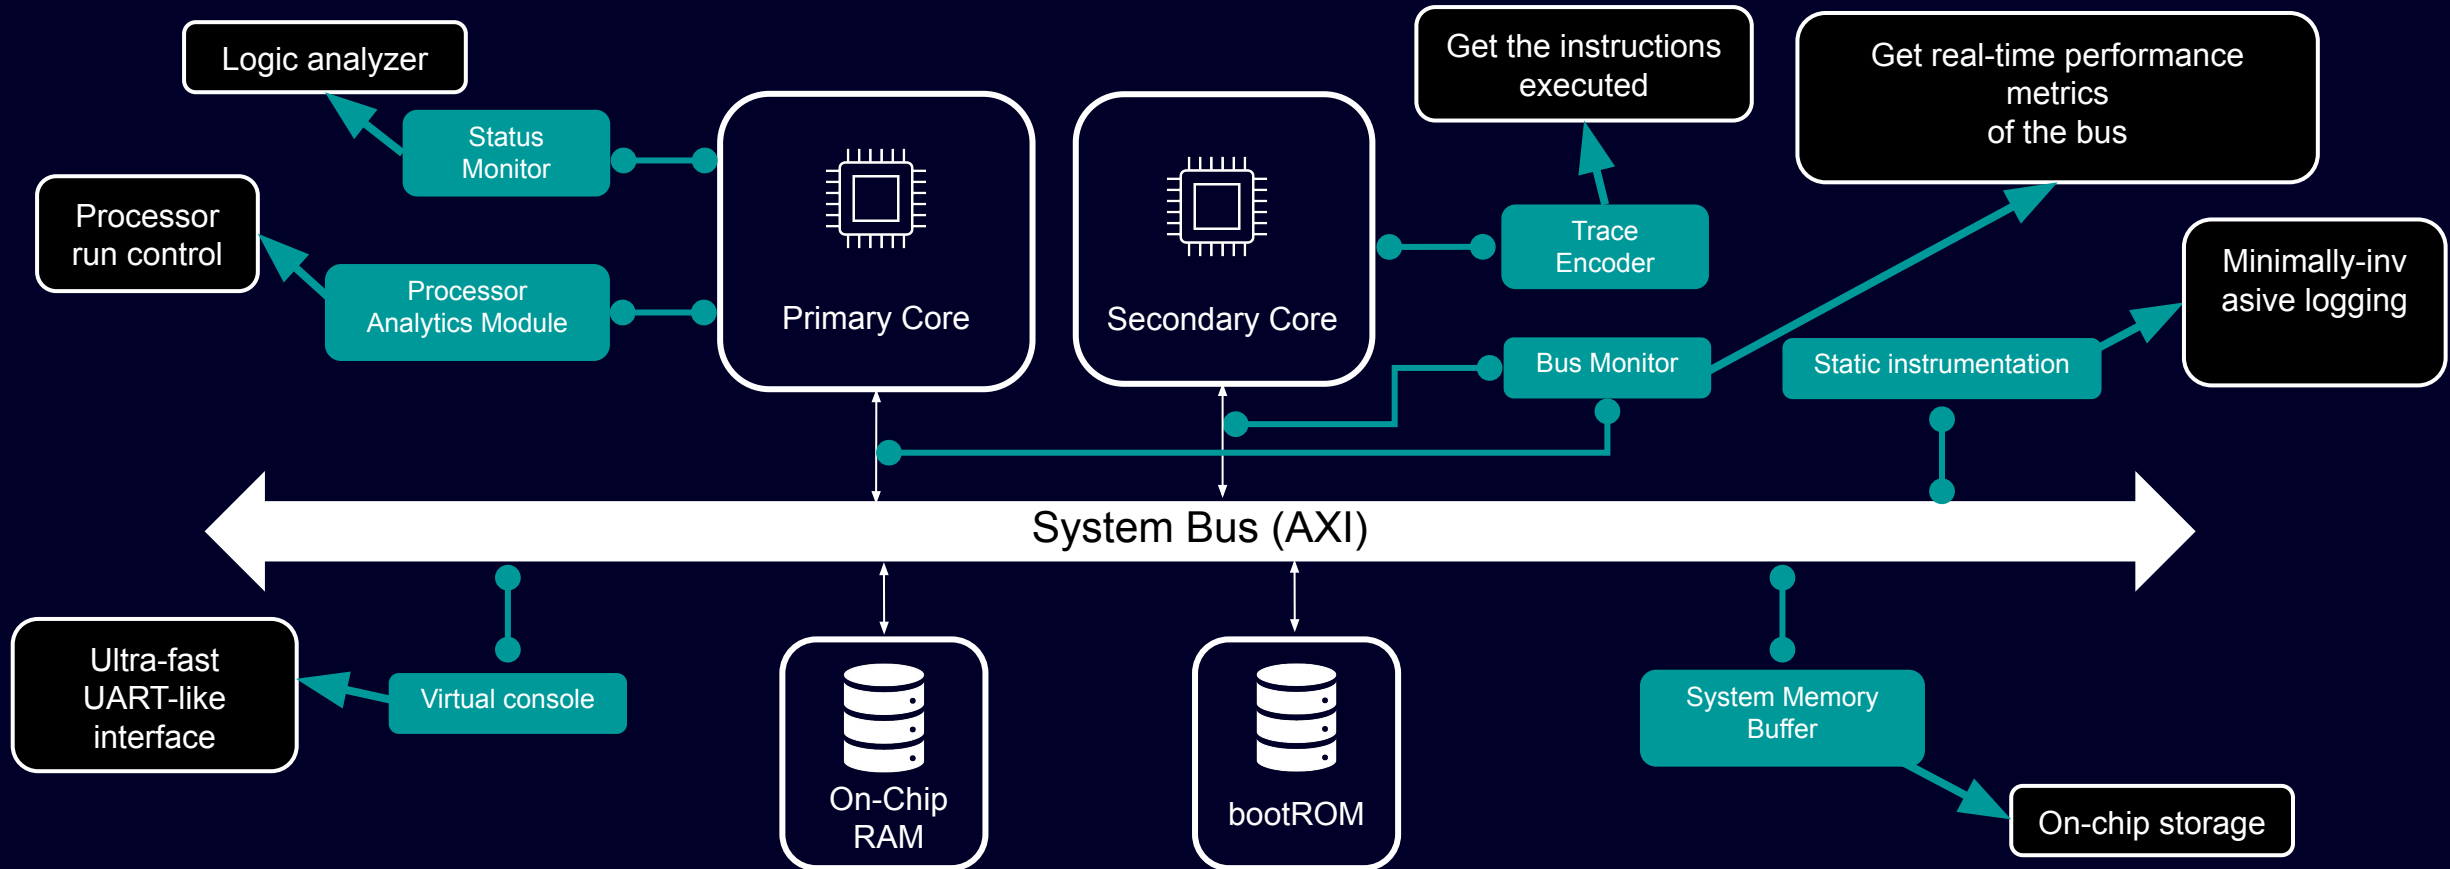 Logic analyzer
Status
Monitor
Processor
run control
Processor
Analytics Module
Primary Core
Secondary Core
Get the instructions
executed
Trace
Encoder
Get real-time performance
metrics
of the bus
Bus Monitor
Static instrumentation
Minimally-inv
asive logging
System Bus (AXI)
Ultra-fast
UART-like
interface
Virtual console
On-Chip
RAM
bootROM
System Memory
Buffer
On-chip storage